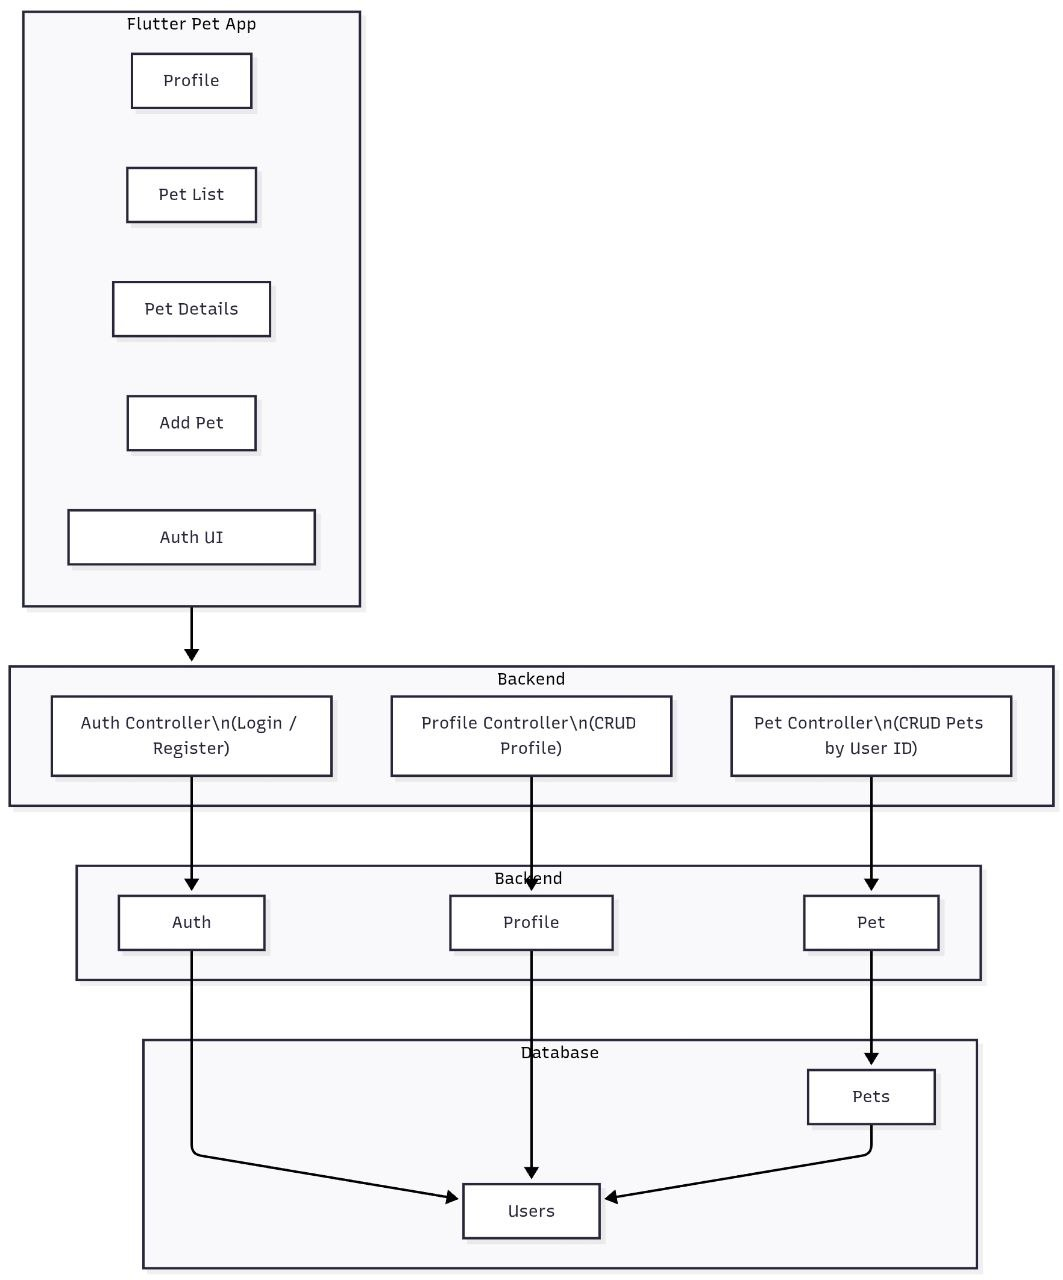 Flutter Pet App
Profile
Pet List
Pet Details
Add Pet
Auth UI
Backend
Auth Controller\n(Login /
Register)
Profile Controller\n(CRUD
Profile)
Pet Controller\n(CRUD Pets
by User ID)
Backend
Auth
Profile
Pet
Database
Pets
Users